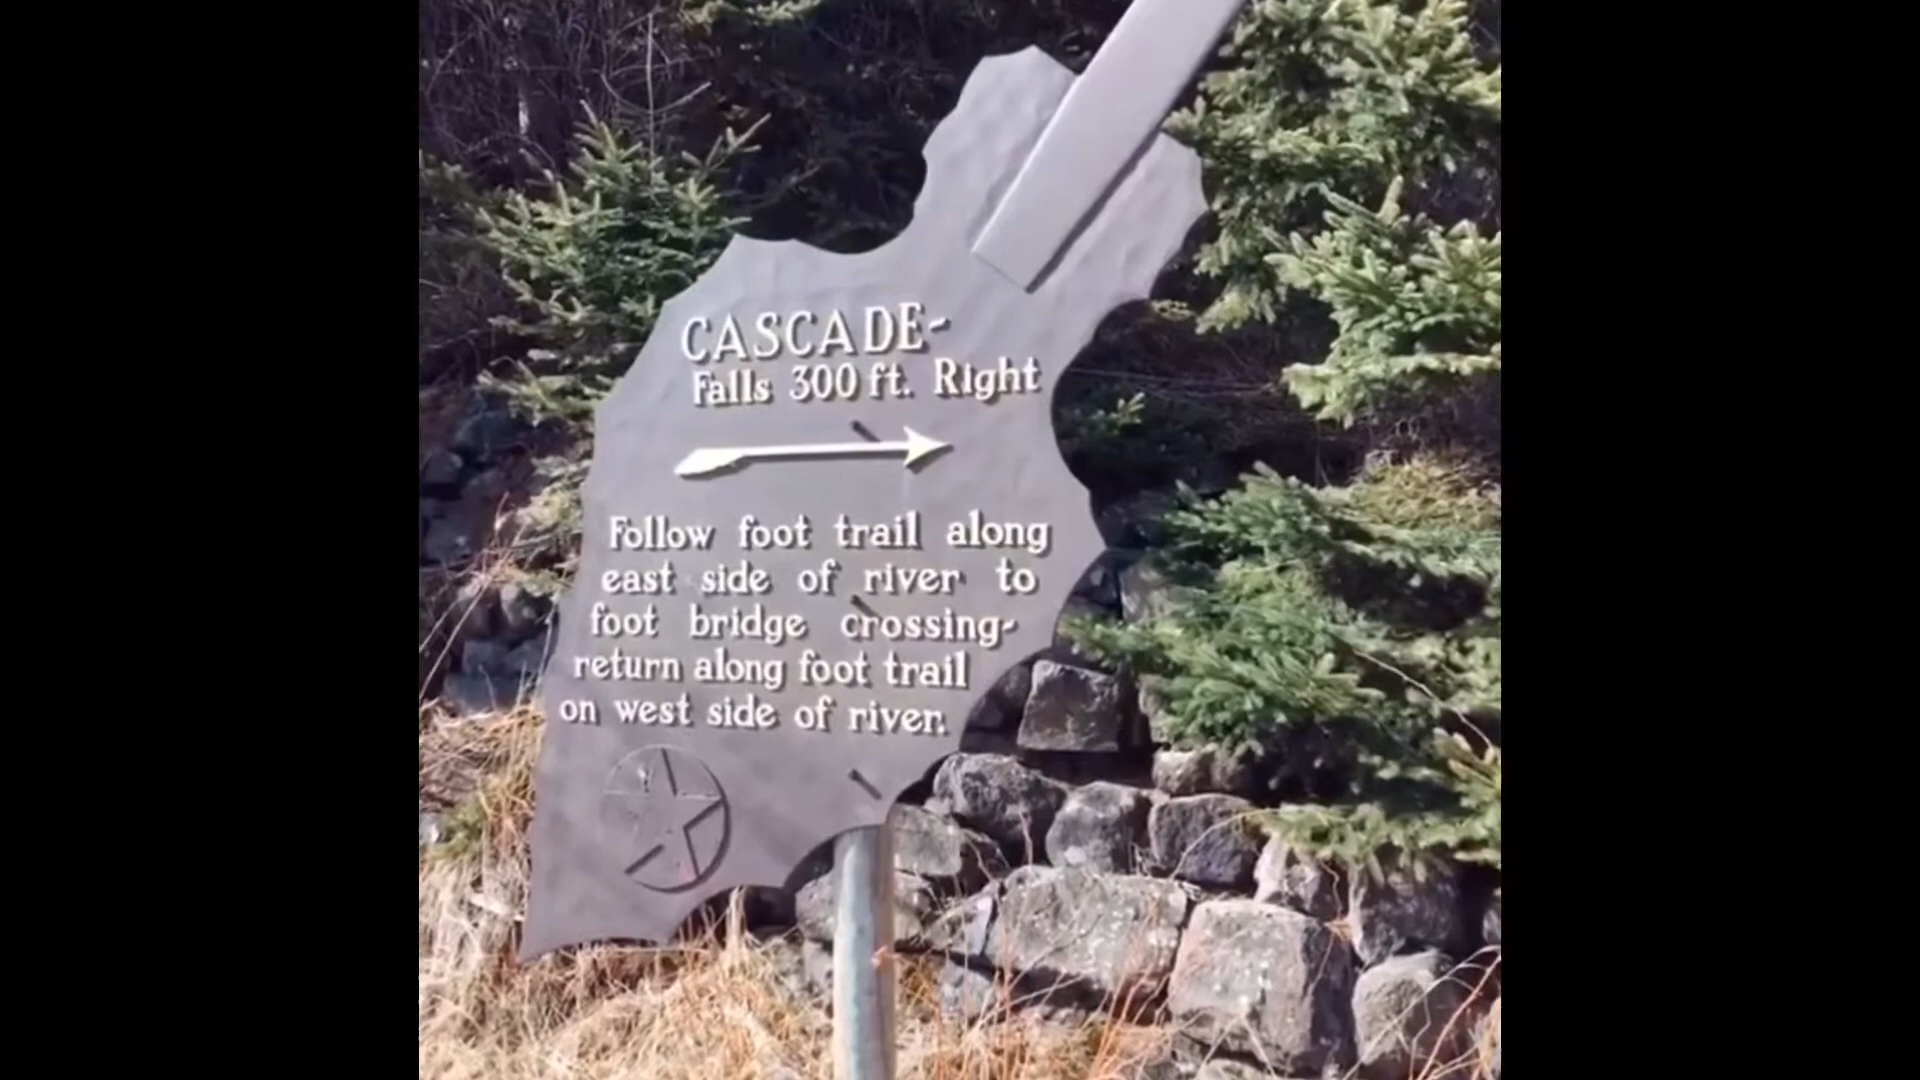 CASCADE-
Falls 300 ft. Right
Follow foot trail along
east side of river to
foot bridge crossing-
return along foot trail
on west side of river.